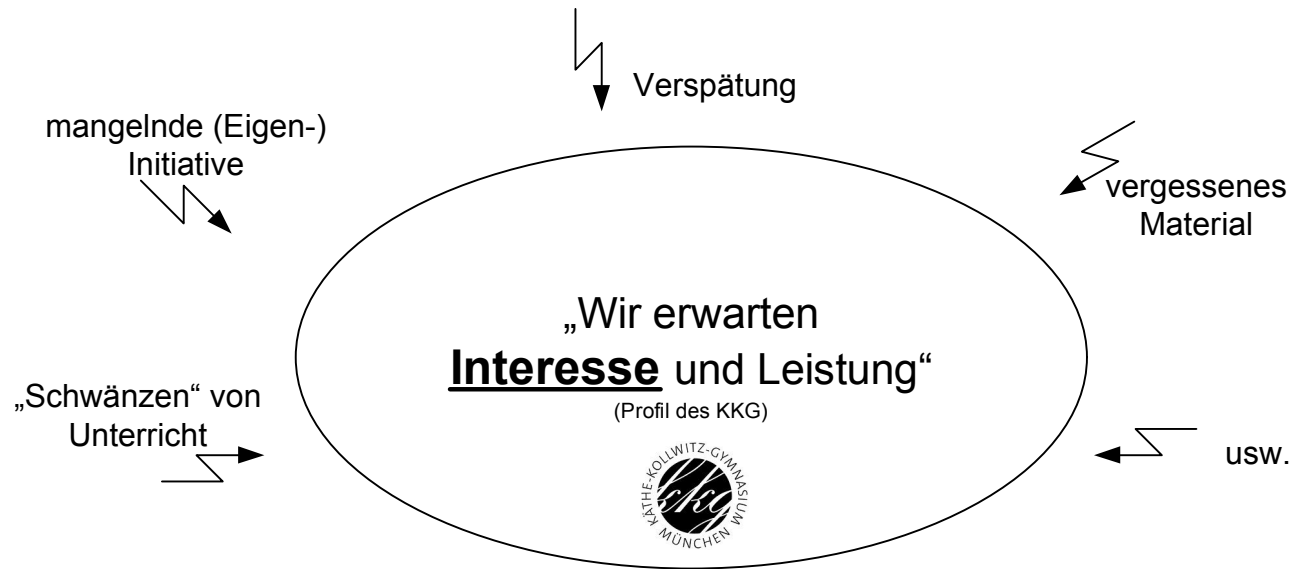 Verspätung
mangelnde (Eigen-)
Initiative
vergessenes
Material
„Wir erwarten
Interesse und Leistung“
(Profil des KKG)
„Schwänzen“ von
Unterricht
usw.
KÄTHE-KOLLWITZ-GYMNASIUM
kkg
MÜNCHEN